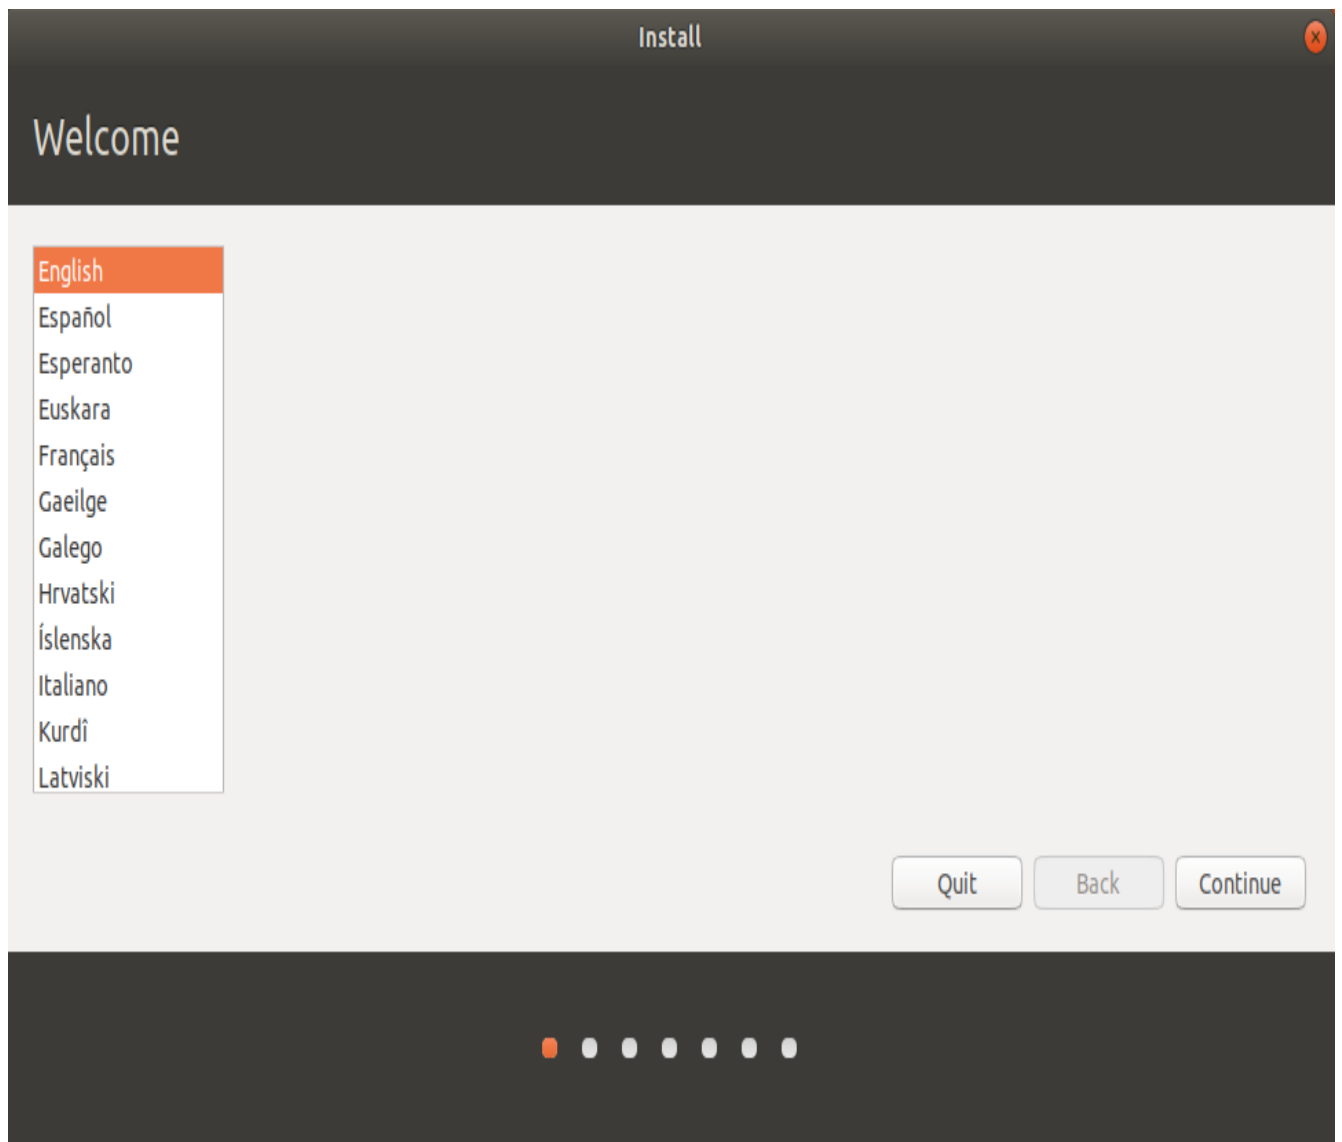 Install
Welcome
English
Español
Esperanto
Euskara
Français
Gaeilge
Galego
Hrvatski
Íslenska
Italiano
Kurdî
Latviski
Quit Back Continue